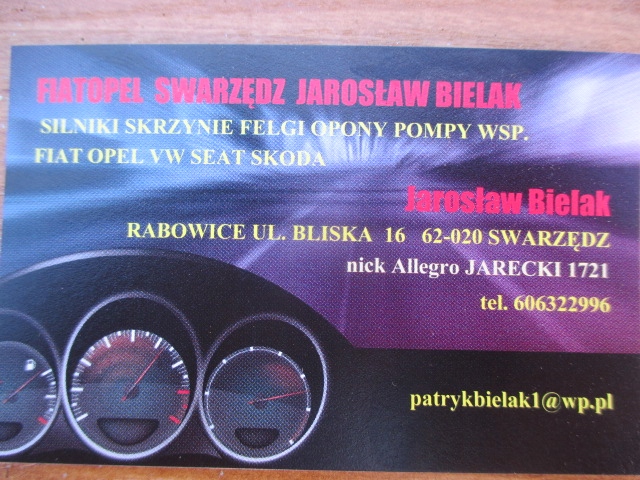 FIATOPEL SWARZĘDZ JAROSŁAW BIELAK
SILNIKI SKRZYNIE FELGI OPONY POMPY WSP.
FIAT OPEL VW SEAT SKODA
Jarosław Bielak
RABOWICE UL. BLISKA 16 62-020 SWARZĘDZ
nick Allegro JARECKI 1721
tel. 606322996
patrykbielak1@wp.pl